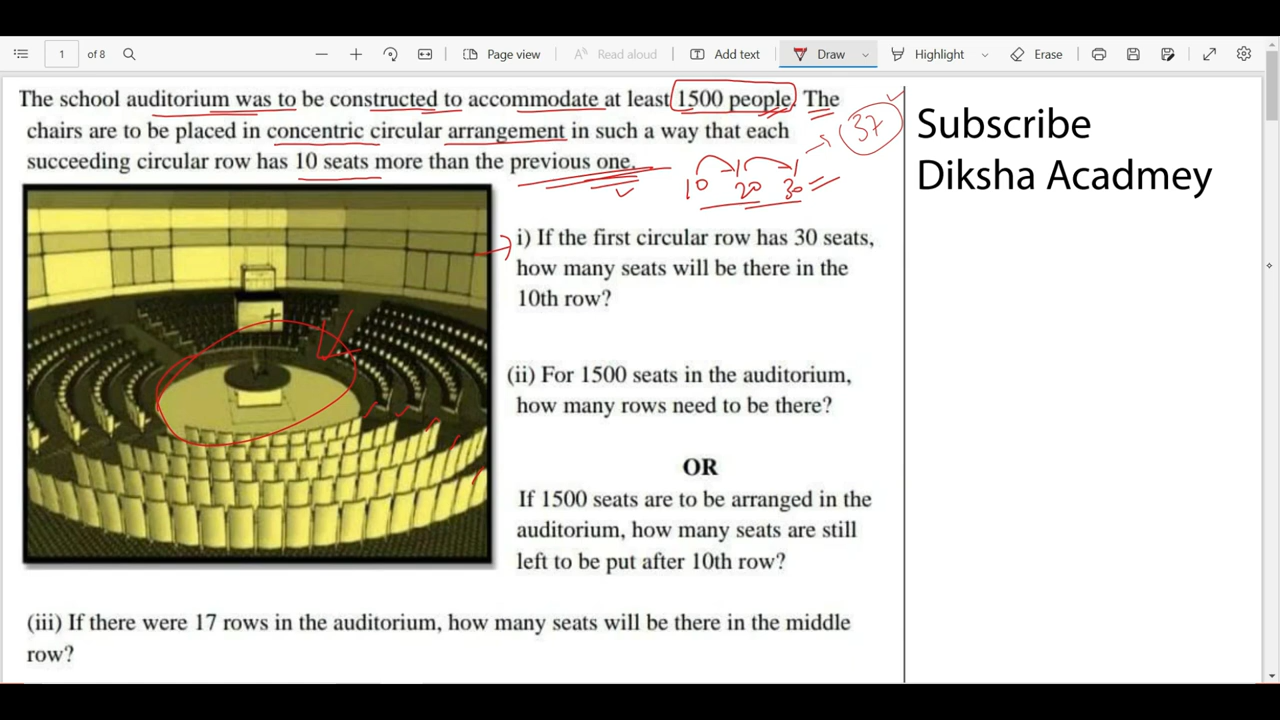 1 of 8
Page view
Read aloud
Add text
Draw
Highlight
Erase
The school auditorium was to be constructed to accommodate at least 1500 people. The
chairs are to be placed in concentric circular arrangement in such a way that each
succeeding circular row has 10 seats more than the previous one.
37
10 20 30
Subscribe
Diksha Acadmey
i) If the first circular row has 30 seats,
how many seats will be there in the
10th row?
(ii) For 1500 seats in the auditorium,
how many rows need to be there?
OR
If 1500 seats are to be arranged in the
auditorium, how many seats are still
left to be put after 10th row?
(iii) If there were 17 rows in the auditorium, how many seats will be there in the middle
row?